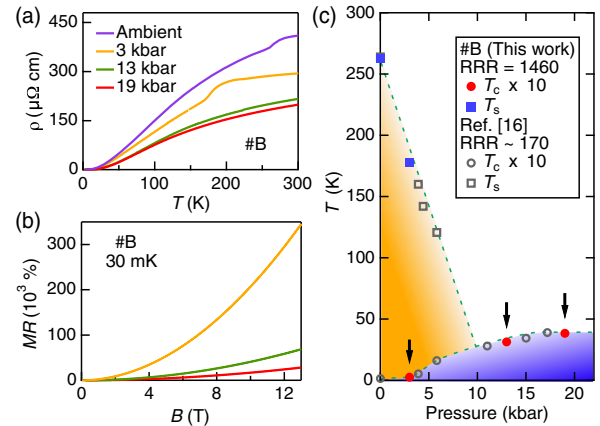 (a)
450
300
150
0
ρ (μΩ cm)
Ambient
3 kbar
13 kbar
19 kbar
#B
0
100
200
300
T (K)
(b)
#B
30 mK
300
200
100
0
MR (10³ %)
0
4
8
12
B (T)
(c)
300
250
200
150
100
50
0
T (K)
#B (This work)
RRR = 1460
Tc x 10
Ts
Ref. [16]
RRR ~ 170
Tc x 10
Ts
0
5
10
15
20
Pressure (kbar)